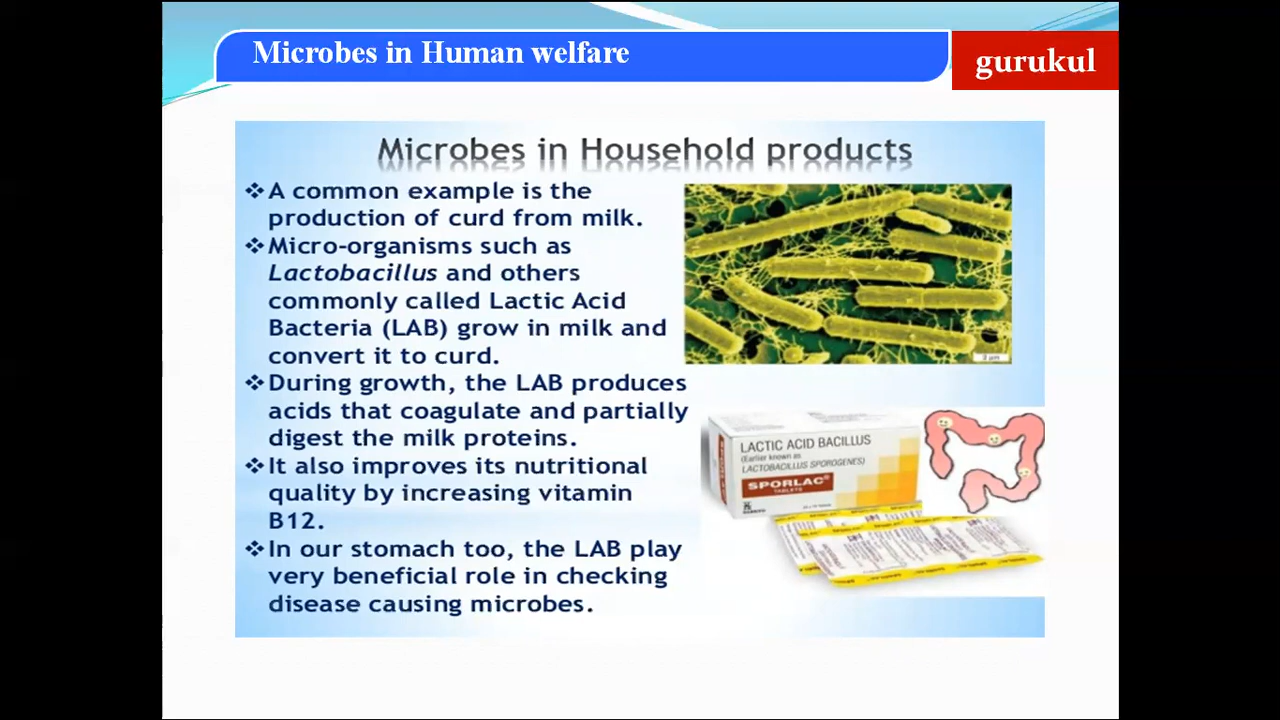 Microbes in Human welfare
gurukul
Microbes in Household products
❖A common example is the
production of curd from milk.
❖Micro-organisms such as
Lactobacillus and others
commonly called Lactic Acid
Bacteria (LAB) grow in milk and
convert it to curd.
❖During growth, the LAB produces
acids that coagulate and partially
digest the milk proteins.
❖It also improves its nutritional
quality by increasing vitamin
B12.
❖In our stomach too, the LAB play
very beneficial role in checking
disease causing microbes.
2 µm
LACTIC ACID BACILLUS
(Earlier known as
LACTOBACILLUS SPOROGENES)
SPORLAC
TABLETS